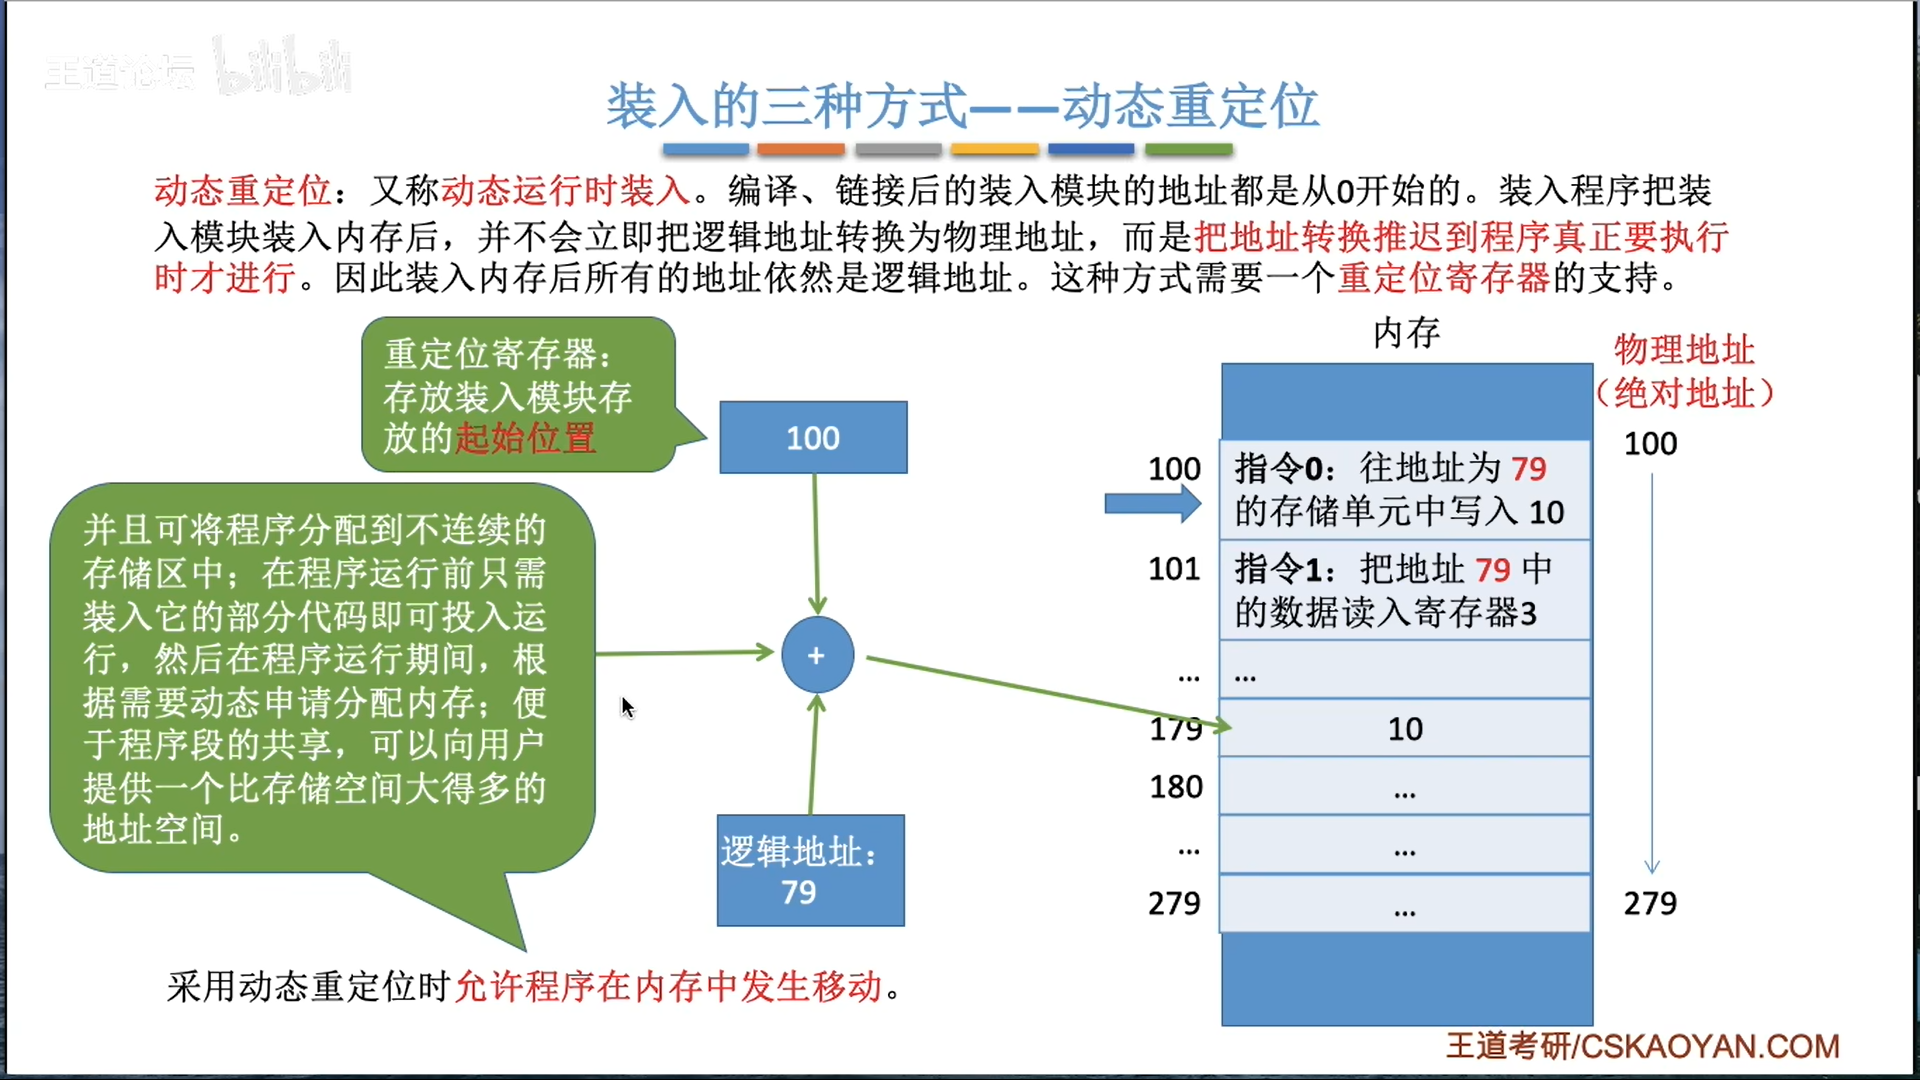 王道论坛 bilibili
装入的三种方式——动态重定位
动态重定位：又称动态运行时装入。编译、链接后的装入模块的地址都是从0开始的。装入程序把装
入模块装入内存后，并不会立即把逻辑地址转换为物理地址，而是把地址转换推迟到程序真正要执行
时才进行。因此装入内存后所有的地址依然是逻辑地址。这种方式需要一个重定位寄存器的支持。
重定位寄存器：
存放装入模块存
放的起始位置
100
并且可将程序分配到不连续的
存储区中；在程序运行前只需
装入它的部分代码即可投入运
行，然后在程序运行期间，根
据需要动态申请分配内存；便
于程序段的共享，可以向用户
提供一个比存储空间大得多的
地址空间。
+
逻辑地址：
79
采用动态重定位时允许程序在内存中发生移动。
内存
物理地址
（绝对地址）
100
279
100
指令0：往地址为 79
的存储单元中写入 10
101
指令1：把地址 79 中
的数据读入寄存器3
... ...
179 10
180 ...
... ...
279 ...
王道考研/CSKAOYAN.COM